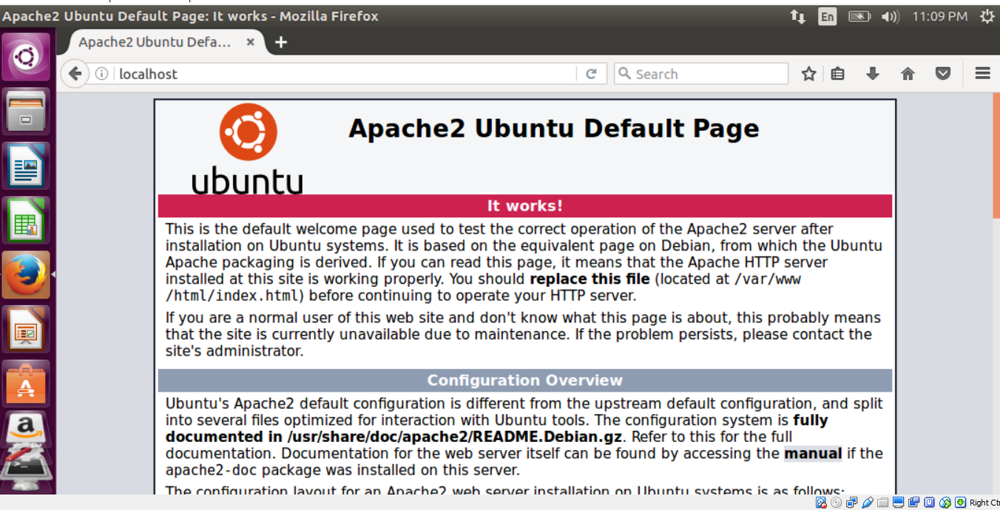 Apache2 Ubuntu Default Page: It works - Mozilla Firefox
En
11:09 PM
Apache2 Ubuntu Defa...
localhost
Search
ubuntu
Apache2 Ubuntu Default Page
It works!
This is the default welcome page used to test the correct operation of the Apache2 server after
installation on Ubuntu systems. It is based on the equivalent page on Debian, from which the Ubuntu
Apache packaging is derived. If you can read this page, it means that the Apache HTTP server
installed at this site is working properly. You should replace this file (located at /var/www
/html/index.html) before continuing to operate your HTTP server.
If you are a normal user of this web site and don't know what this page is about, this probably means
that the site is currently unavailable due to maintenance. If the problem persists, please contact the
site's administrator.
Configuration Overview
Ubuntu's Apache2 default configuration is different from the upstream default configuration, and split
into several files optimized for interaction with Ubuntu tools. The configuration system is fully
documented in /usr/share/doc/apache2/README.Debian.gz. Refer to this for the full
documentation. Documentation for the web server itself can be found by accessing the manual if the
apache2-doc package was installed on this server.
The configuration layout for an Apache2 web server installation on Ubuntu systems is as follows:
a
Right Ctr